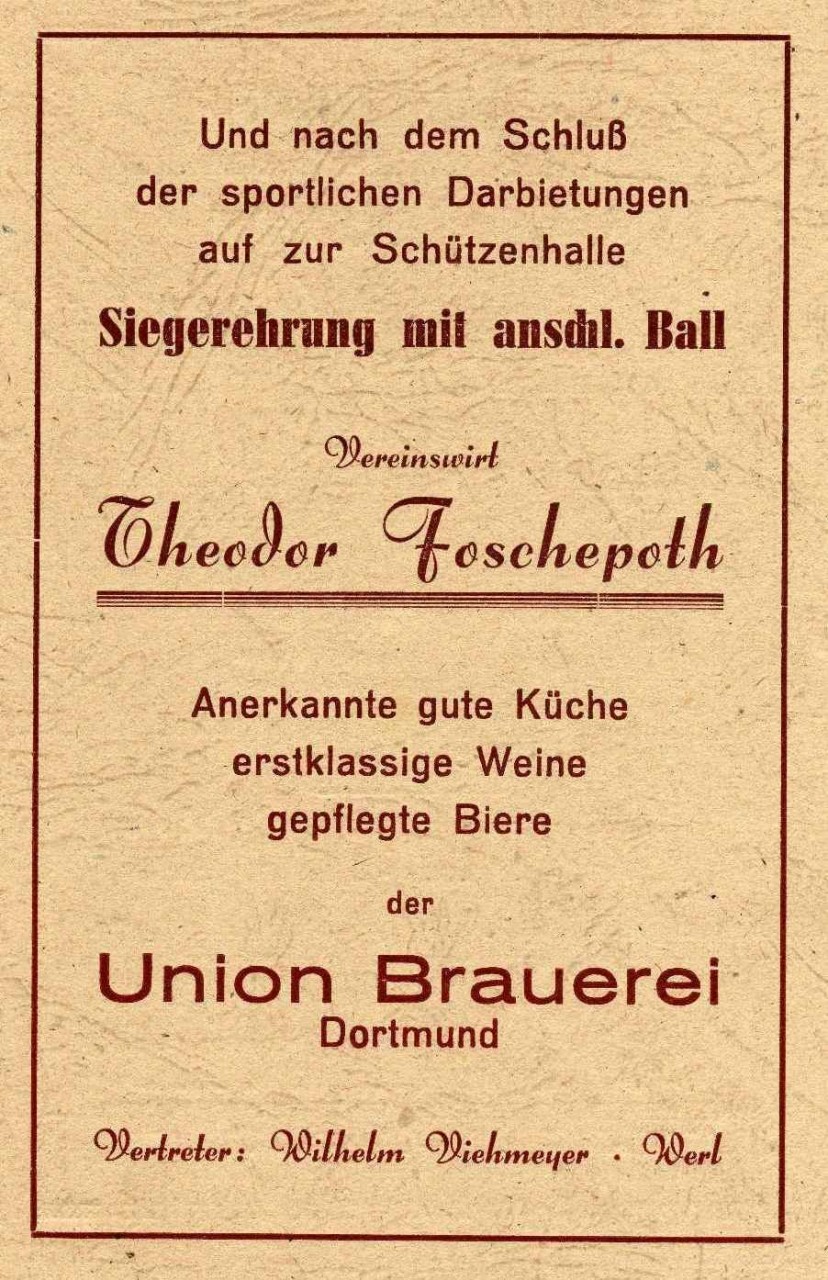 Und nach dem Schluß
der sportlichen Darbietungen
auf zur Schützenhalle
Siegerehrung mit anschl. Ball
Vereinswirt
Theodor Foschepoth
Anerkannte gute Küche
erstklassige Weine
gepflegte Biere
der
Union Brauerei
Dortmund
Vertreter: Wilhelm Viehmeyer · Werl